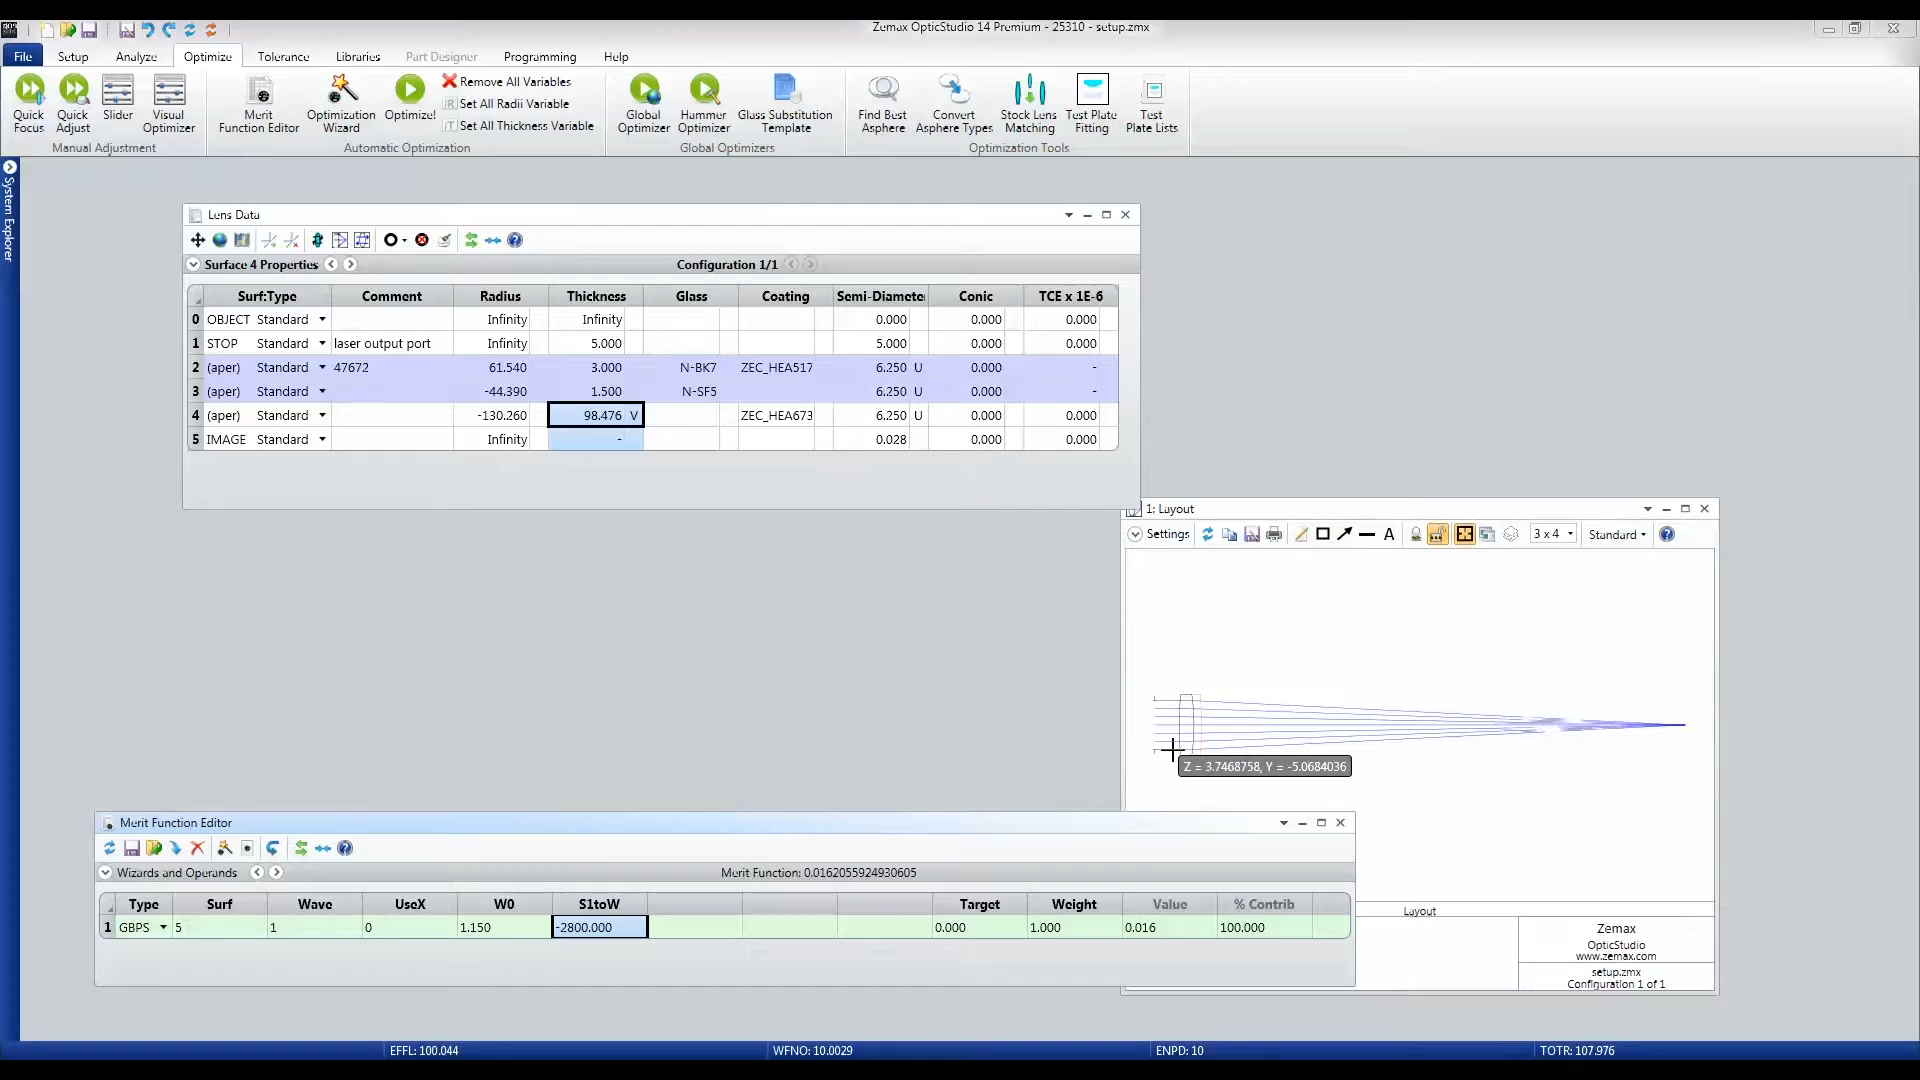 Zemax OpticStudio 14 Premium - 25310 - setup.zmx
File Setup Analyze Optimize Tolerance Libraries Part Designer Programming Help
Quick Focus
Quick Adjust
Slider
Visual Optimizer
Manual Adjustment
Merit Function Editor
Optimization Wizard
Optimize!
Remove All Variables
Set All Radii Variable
Set All Thickness Variable
Automatic Optimization
Global Optimizer
Hammer Optimizer
Glass Substitution Template
Global Optimizers
Find Best Asphere
Convert Asphere Types
Stock Lens Matching
Test Plate Fitting
Test Plate Lists
Optimization Tools
System Explorer
Lens Data
Surface 4 Properties Configuration 1/1
Surf:Type Comment Radius Thickness Glass Coating Semi-Diamete Conic TCE x 1E-6
0 OBJECT Standard Infinity Infinity 0.000 0.000 0.000
1 STOP Standard laser output port Infinity 5.000 5.000 0.000 0.000
2 (aper) Standard 47672 61.540 3.000 N-BK7 ZEC_HEA517 6.250 U 0.000 -
3 (aper) Standard -44.390 1.500 N-SF5 6.250 U 0.000 -
4 (aper) Standard -130.260 98.476 V ZEC_HEA673 6.250 U 0.000 0.000
5 IMAGE Standard Infinity - 0.028 0.000 0.000
1: Layout
Settings A 3 x 4 Standard
Z = 3.7468758, Y = -5.0684036
Layout
Zemax
OpticStudio
www.zemax.com
setup.zmx
Configuration 1 of 1
Merit Function Editor
Wizards and Operands Merit Function: 0.0162055924930605
Type Surf Wave UseX W0 S1toW Target Weight Value % Contrib
1 GBPS 5 1 0 1.150 -2800.000 0.000 1.000 0.016 100.000
EFFL: 100.044 WFNO: 10.0029 ENPD: 10 TOTR: 107.976